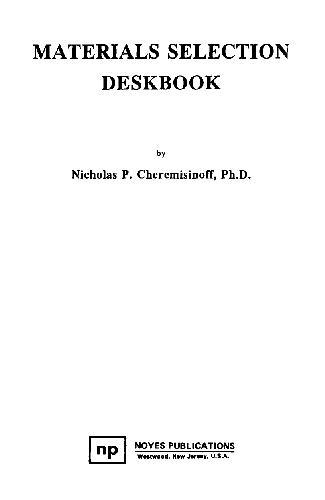 MATERIALS SELECTION
DESKBOOK
by
Nicholas P. Cheremisinoff, Ph.D.
np
NOYES PUBLICATIONS
Westwood, New Jersey, U.S.A.